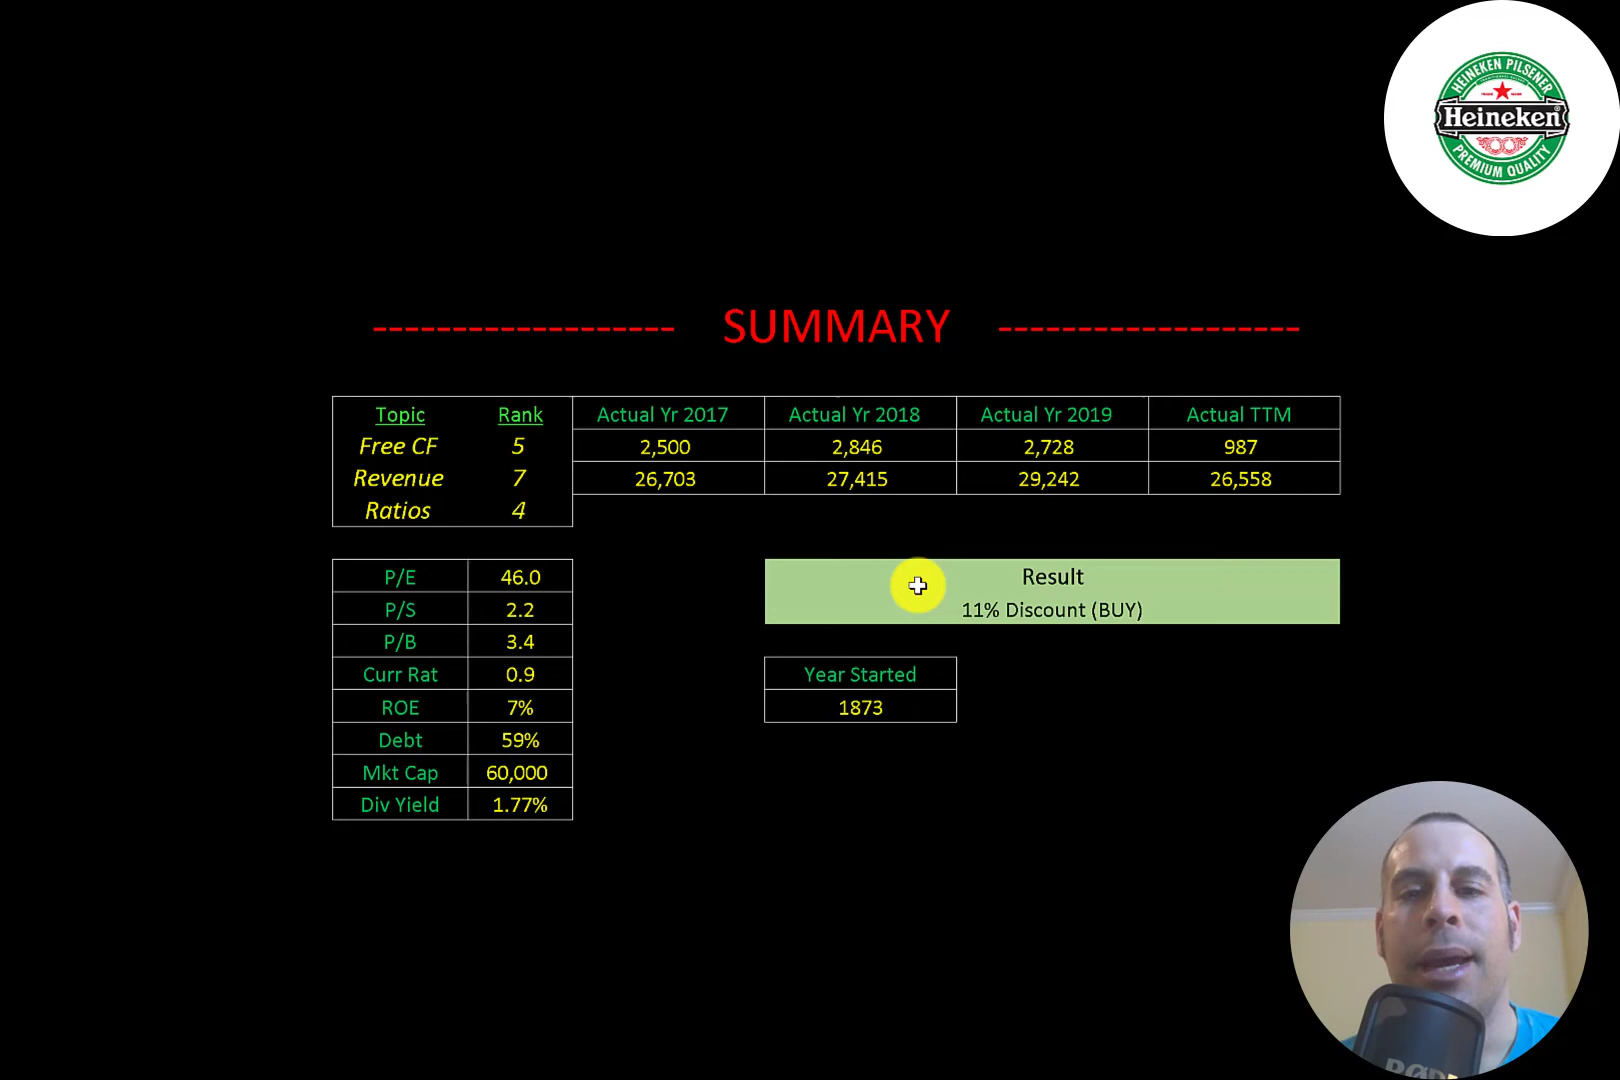 HEINEKEN PILSENER
Heineken
PREMIUM QUALITY
------------------- SUMMARY -------------------
Topic Rank Actual Yr 2017 Actual Yr 2018 Actual Yr 2019 Actual TTM
Free CF 5 2,500 2,846 2,728 987
Revenue 7 26,703 27,415 29,242 26,558
Ratios 4
P/E 46.0
P/S 2.2
P/B 3.4
Curr Rat 0.9
ROE 7%
Debt 59%
Mkt Cap 60,000
Div Yield 1.77%
Result
11% Discount (BUY)
Year Started
1873
RØDE